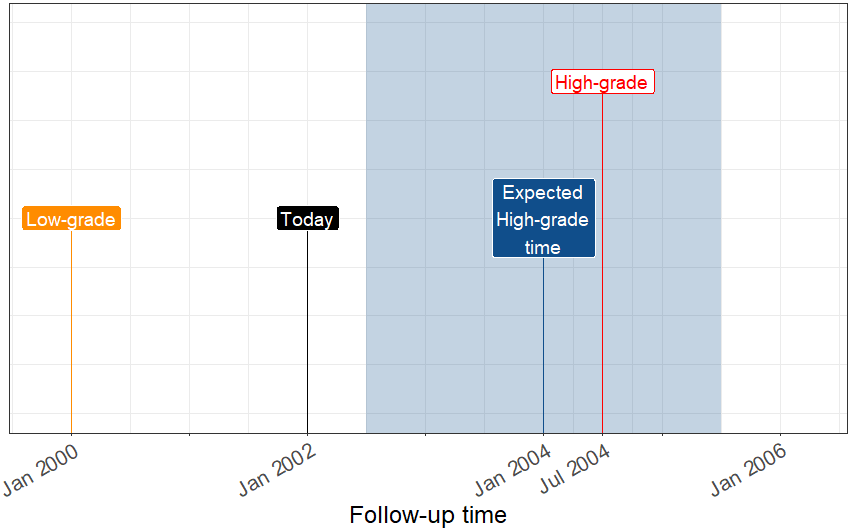 High-grade
Expected
High-grade
time
Low-grade
Today
Jan 2000
Jan 2002
Jan 2004
Jul 2004
Jan 2006
Follow-up time